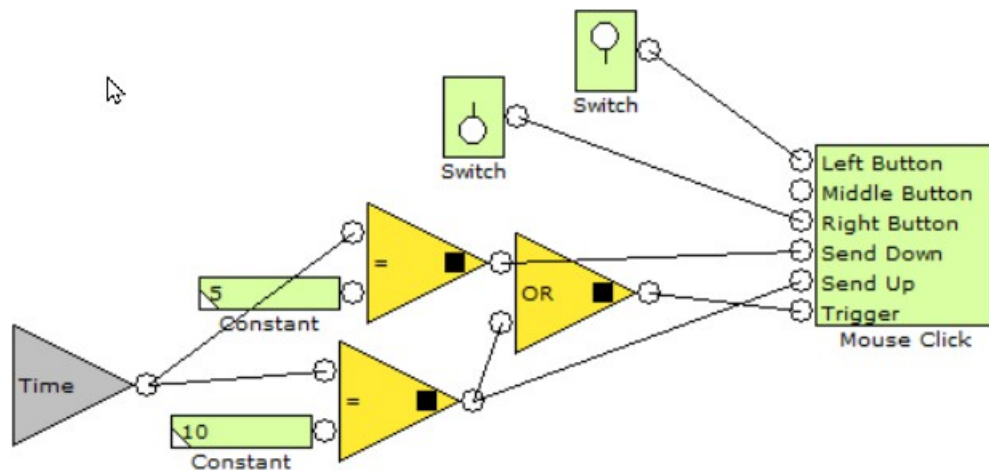 Switch
Switch
Left Button
Middle Button
Right Button
Send Down
Send Up
Trigger
Mouse Click
=
5
Constant
OR
Time
=
10
Constant